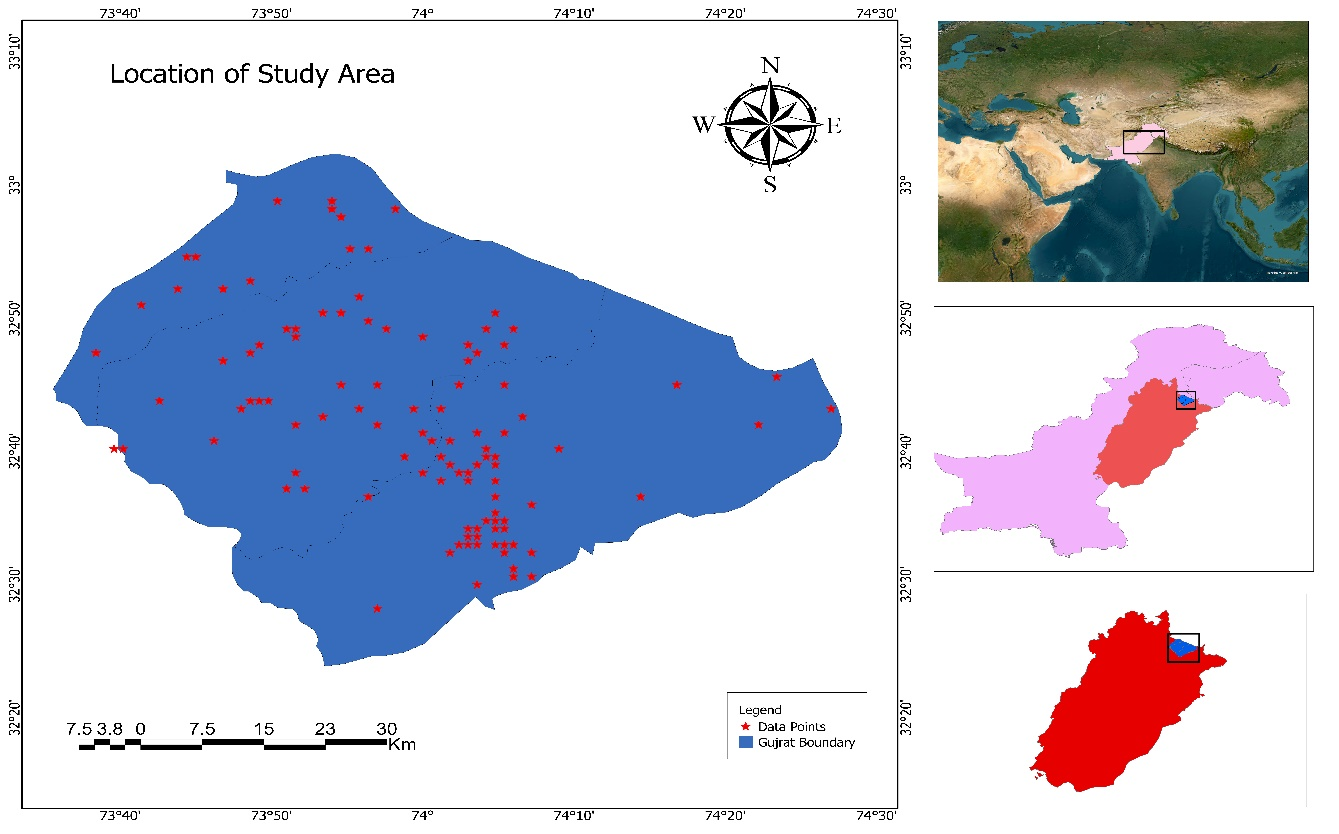 73°40' 73°50' 74° 74°10' 74°20' 74°30'
33°10' 33°10'
Location of Study Area
N
W E
S
33° 33°
32°50' 32°50'
32°40' 32°40'
32°30' 32°30'
32°20' 32°20'
Legend
Data Points
Gujrat Boundary
7.5 3.8 0 7.5 15 23 30
Km
73°40' 73°50' 74° 74°10' 74°20' 74°30'